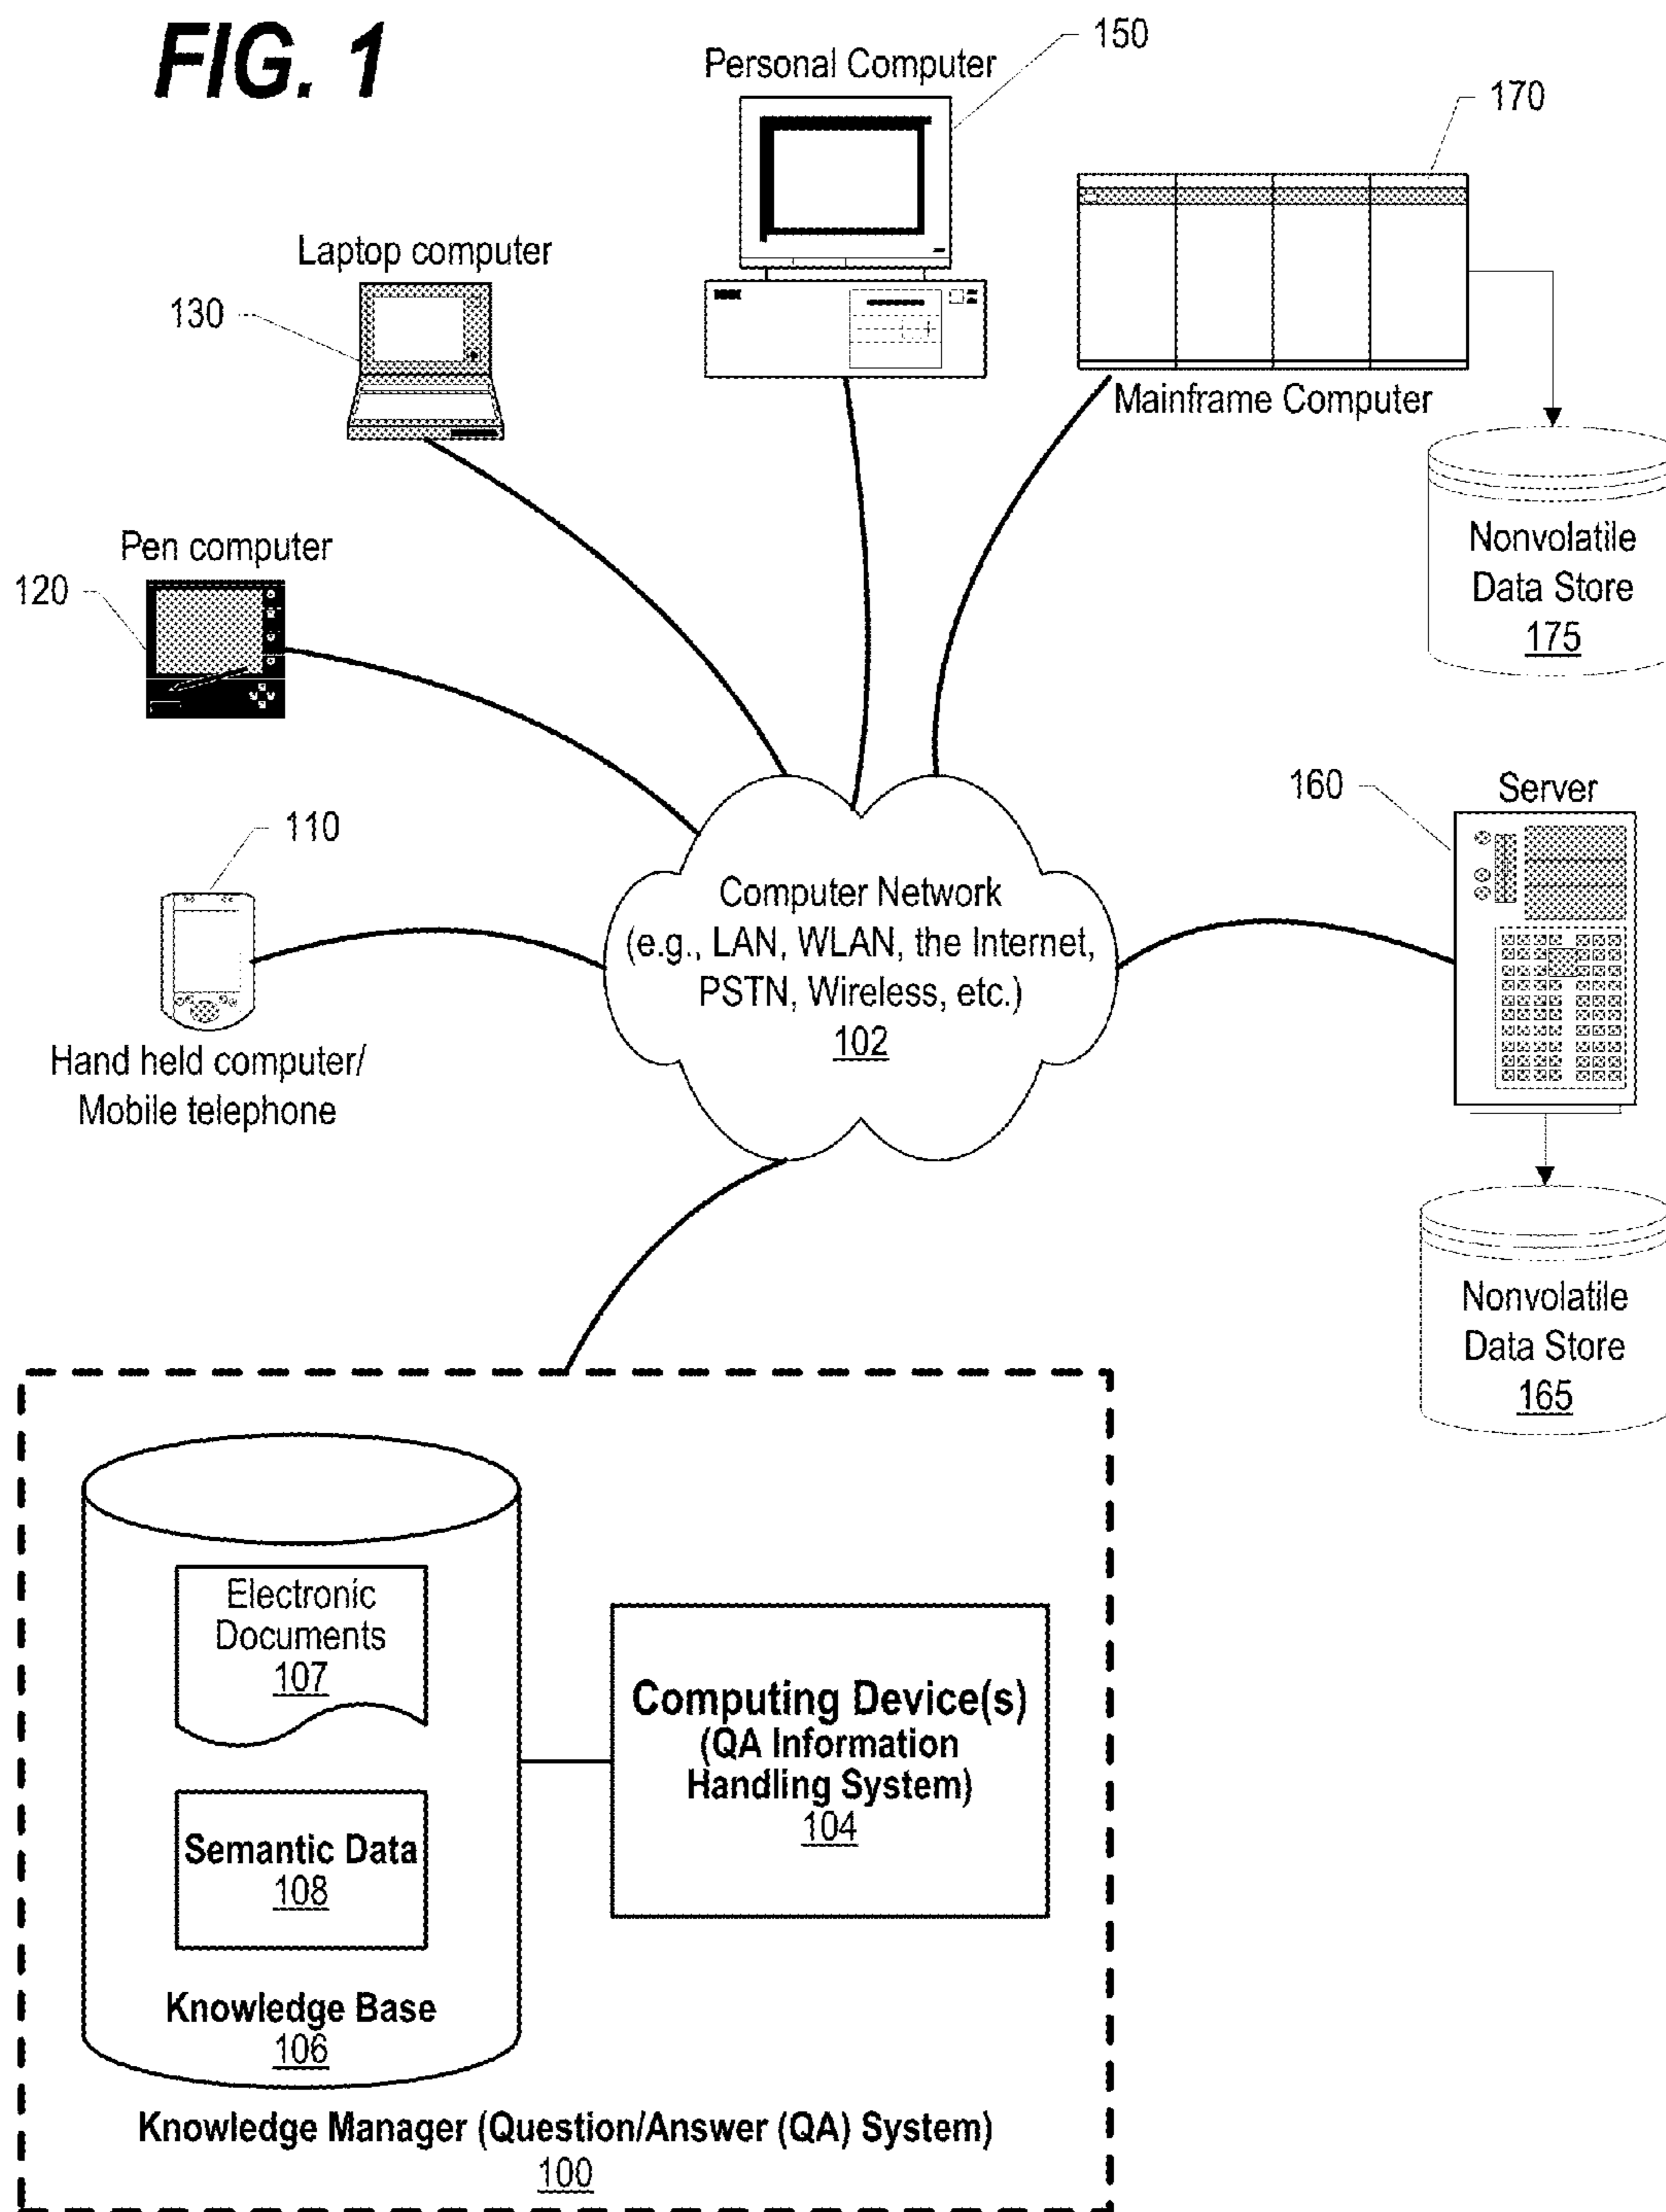 FIG. 1
Personal Computer
150
170
Laptop computer
130
Mainframe Computer
Nonvolatile
Data Store
175
Pen computer
120
110
Hand held computer/
Mobile telephone
Computer Network
(e.g., LAN, WLAN, the Internet,
PSTN, Wireless, etc.)
102
160
Server
Nonvolatile
Data Store
165
Electronic
Documents
107
Semantic Data
108
Knowledge Base
106
Computing Device(s)
(QA Information
Handling System)
104
Knowledge Manager (Question/Answer (QA) System)
100